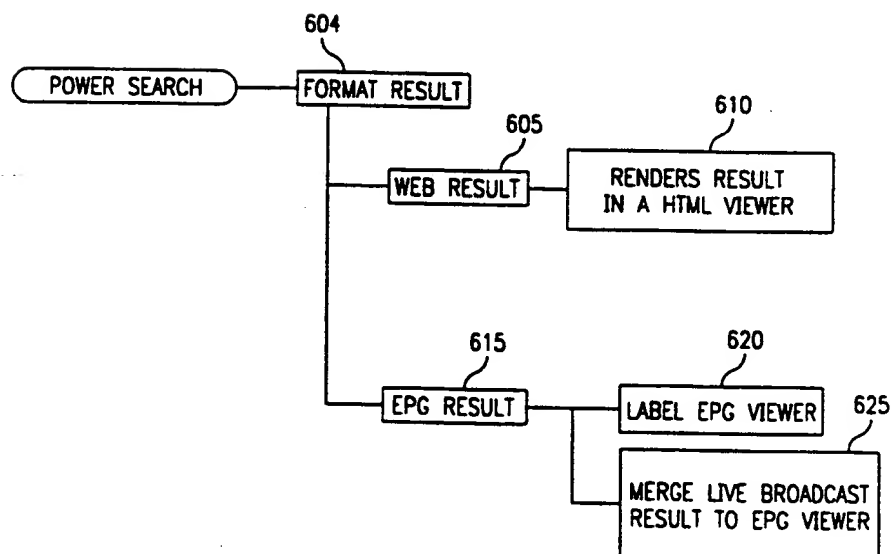 604
POWER SEARCH
FORMAT RESULT
610
605
WEB RESULT
RENDERS RESULT
IN A HTML VIEWER
615
620
EPG RESULT
LABEL EPG VIEWER
625
MERGE LIVE BROADCAST
RESULT TO EPG VIEWER